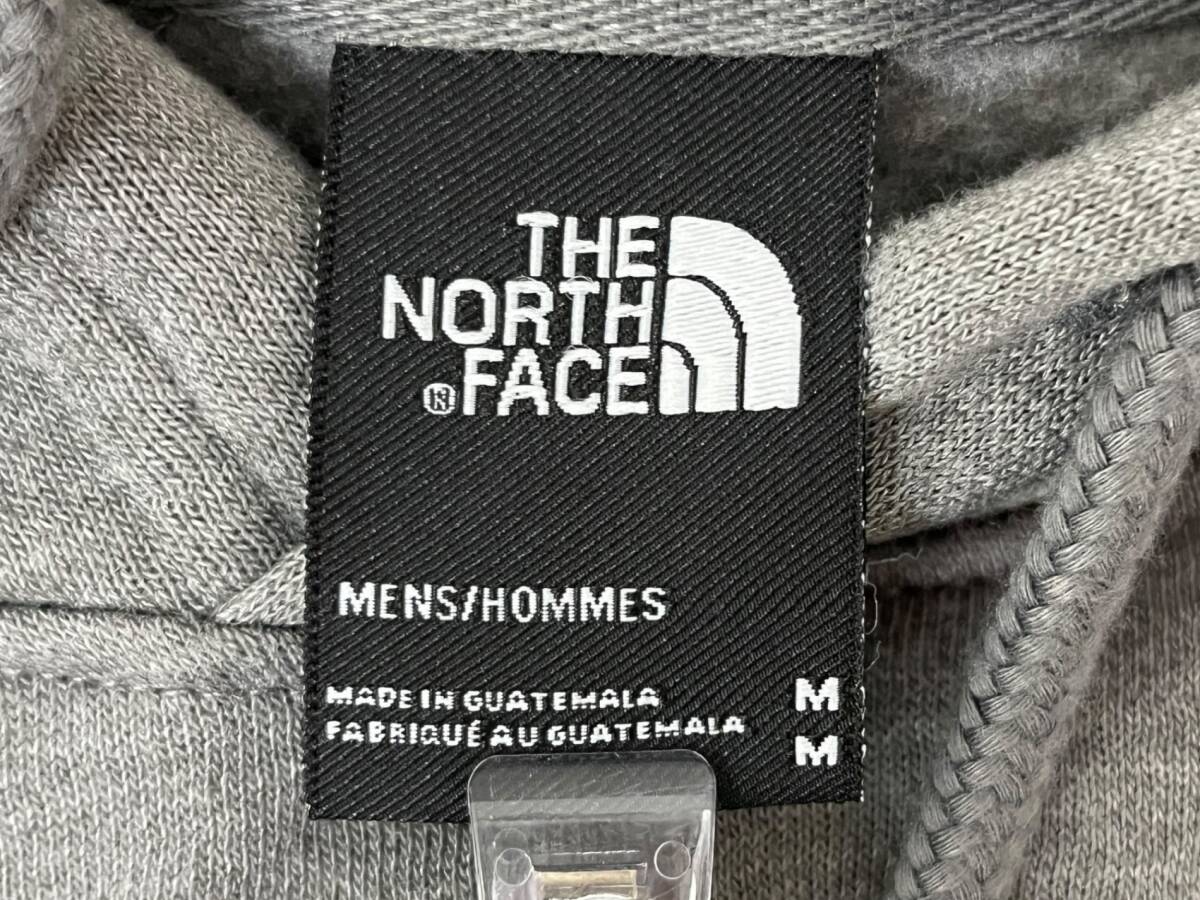 THE
NORTH
®FACE
MENS/HOMMES
MADE IN GUATEMALA M
FABRIQUÉ AU GUATEMALA M